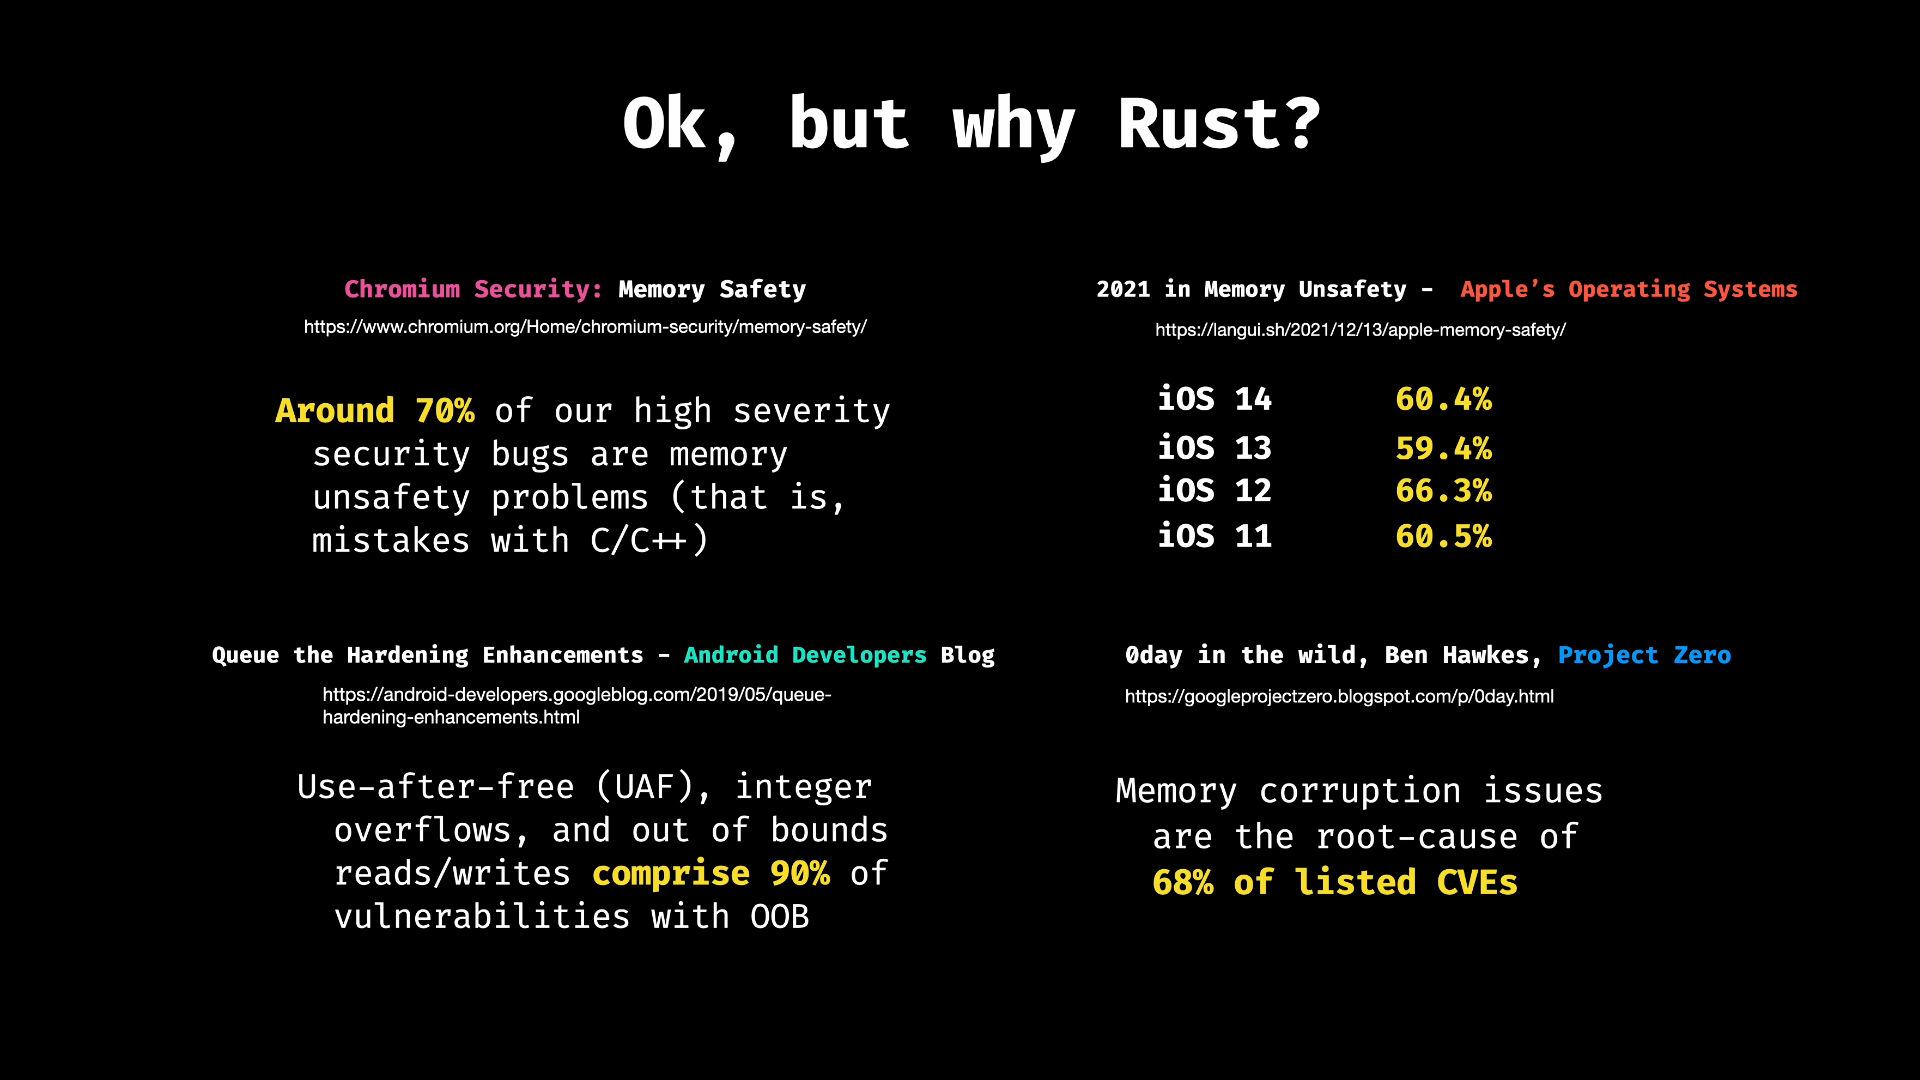 Ok, but why Rust?
Chromium Security: Memory Safety
https://www.chromium.org/Home/chromium-security/memory-safety/
Around 70% of our high severity
security bugs are memory
unsafety problems (that is,
mistakes with C/C++)
2021 in Memory Unsafety - Apple’s Operating Systems
https://langui.sh/2021/12/13/apple-memory-safety/
iOS 14 60.4%
iOS 13 59.4%
iOS 12 66.3%
iOS 11 60.5%
Queue the Hardening Enhancements - Android Developers Blog
https://android-developers.googleblog.com/2019/05/queue-
hardening-enhancements.html
Use-after-free (UAF), integer
overflows, and out of bounds
reads/writes comprise 90% of
vulnerabilities with OOB
0day in the wild, Ben Hawkes, Project Zero
https://googleprojectzero.blogspot.com/p/0day.html
Memory corruption issues
are the root-cause of
68% of listed CVEs